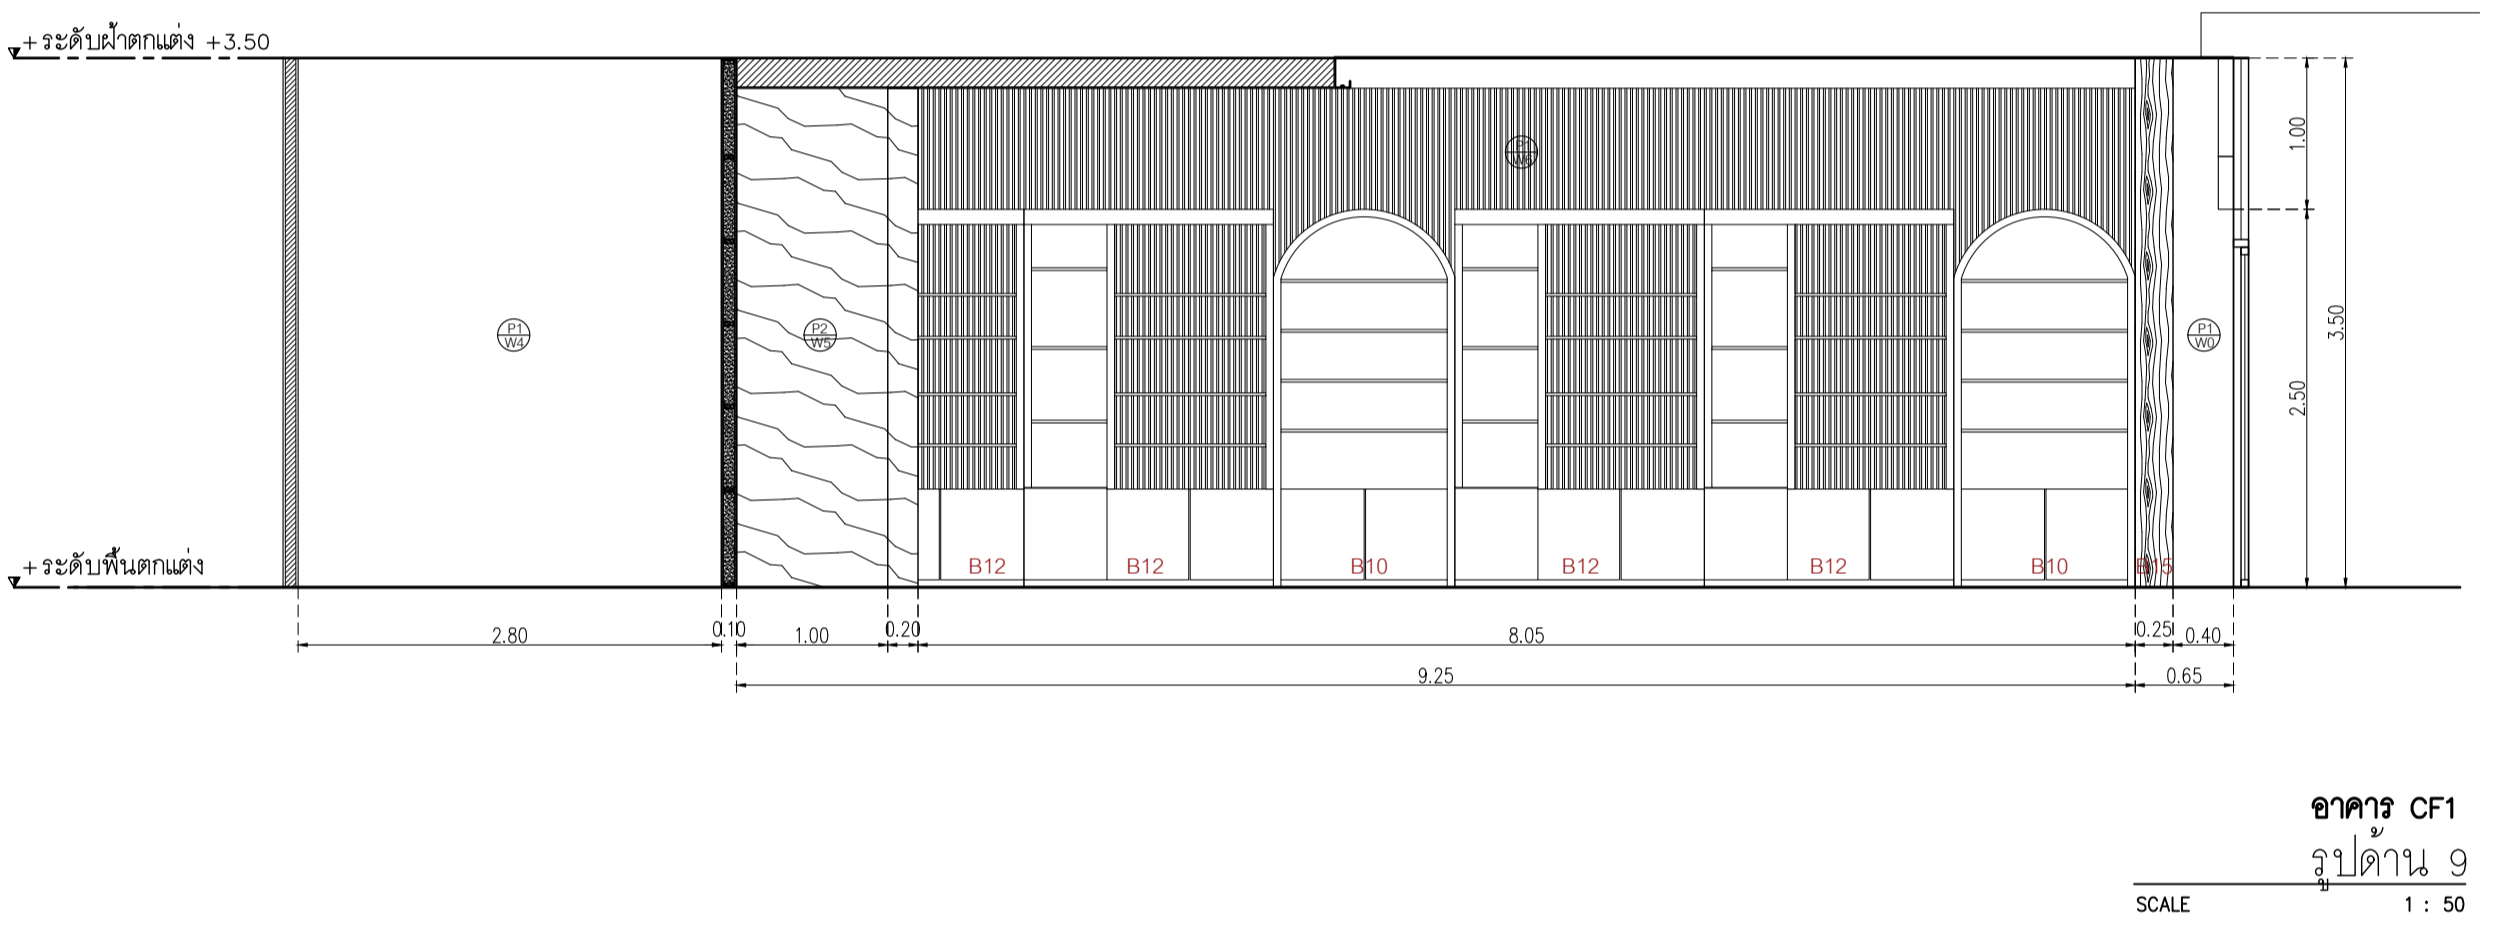 +ระดับฝ้าตกแต่ง +3.50
P1
W6
1.00
P1
W4
P2
W5
P1
W0
3.50
2.50
+ระดับพื้นตกแต่ง
B12 B12 B10 B12 B12 B10 B15
2.80 0.10 1.00 0.20 8.05 0.25 0.40
9.25 0.65
อาคาร CF1
รูปด้าน 9
SCALE 1 : 50